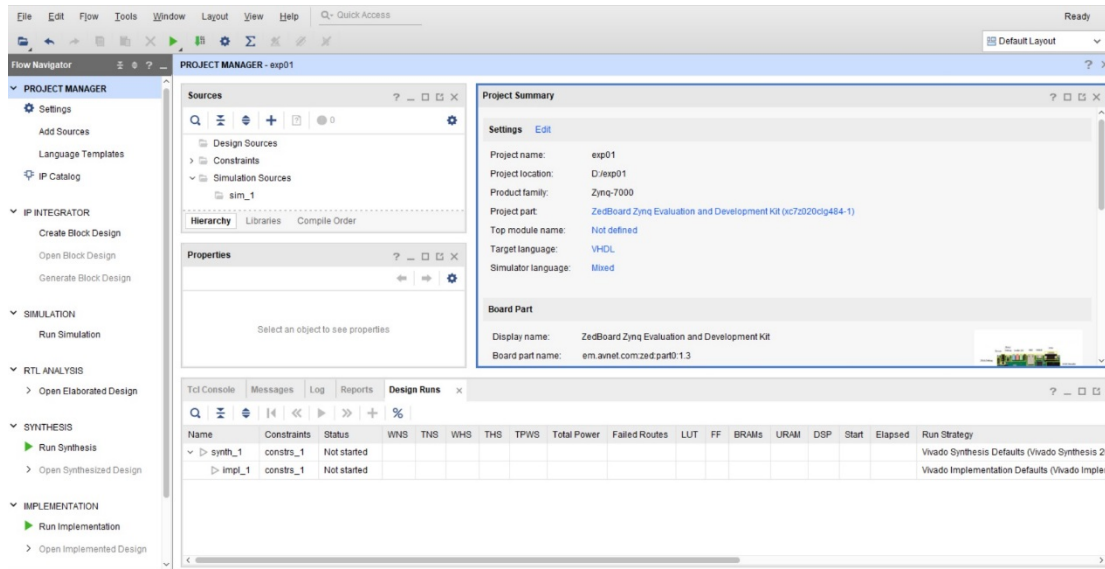 File Edit Flow Tools Window Layout View Help Q- Quick Access Ready
Default Layout
Flow Navigator ? PROJECT MANAGER - exp01 ?
PROJECT MANAGER
Settings
Add Sources
Language Templates
IP Catalog
IP INTEGRATOR
Create Block Design
Open Block Design
Generate Block Design
SIMULATION
Run Simulation
RTL ANALYSIS
Open Elaborated Design
SYNTHESIS
Run Synthesis
Open Synthesized Design
IMPLEMENTATION
Run Implementation
Open Implemented Design
Sources ?
0
Design Sources
Constraints
Simulation Sources
sim_1
Hierarchy Libraries Compile Order
Properties ?
Select an object to see properties
Project Summary ?
Settings Edit
Project name: exp01
Project location: D:/exp01
Product family: Zynq-7000
Project part: ZedBoard Zynq Evaluation and Development Kit (xc7z020clg484-1)
Top module name: Not defined
Target language: VHDL
Simulator language: Mixed
Board Part
Display name: ZedBoard Zynq Evaluation and Development Kit
Board part name: em.avnet.com:zed:part0:1.3
Tcl Console Messages Log Reports Design Runs × ?
Name Constraints Status WNS TNS WHS THS TPWS Total Power Failed Routes LUT FF BRAMs URAM DSP Start Elapsed Run Strategy
synth_1 constrs_1 Not started Vivado Synthesis Defaults (Vivado Synthesis 2
impl_1 constrs_1 Not started Vivado Implementation Defaults (Vivado Imple